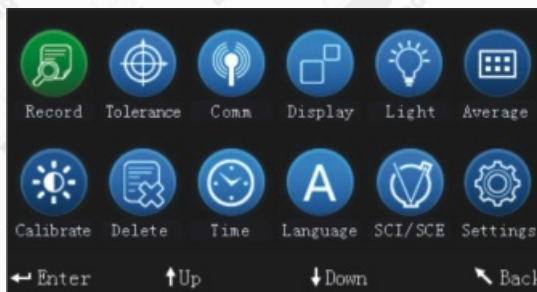 Record Tolerance Comm Display Light Average
A
Calibrate Delete Time Language SCI/SCE Settings
Enter Up Down Back